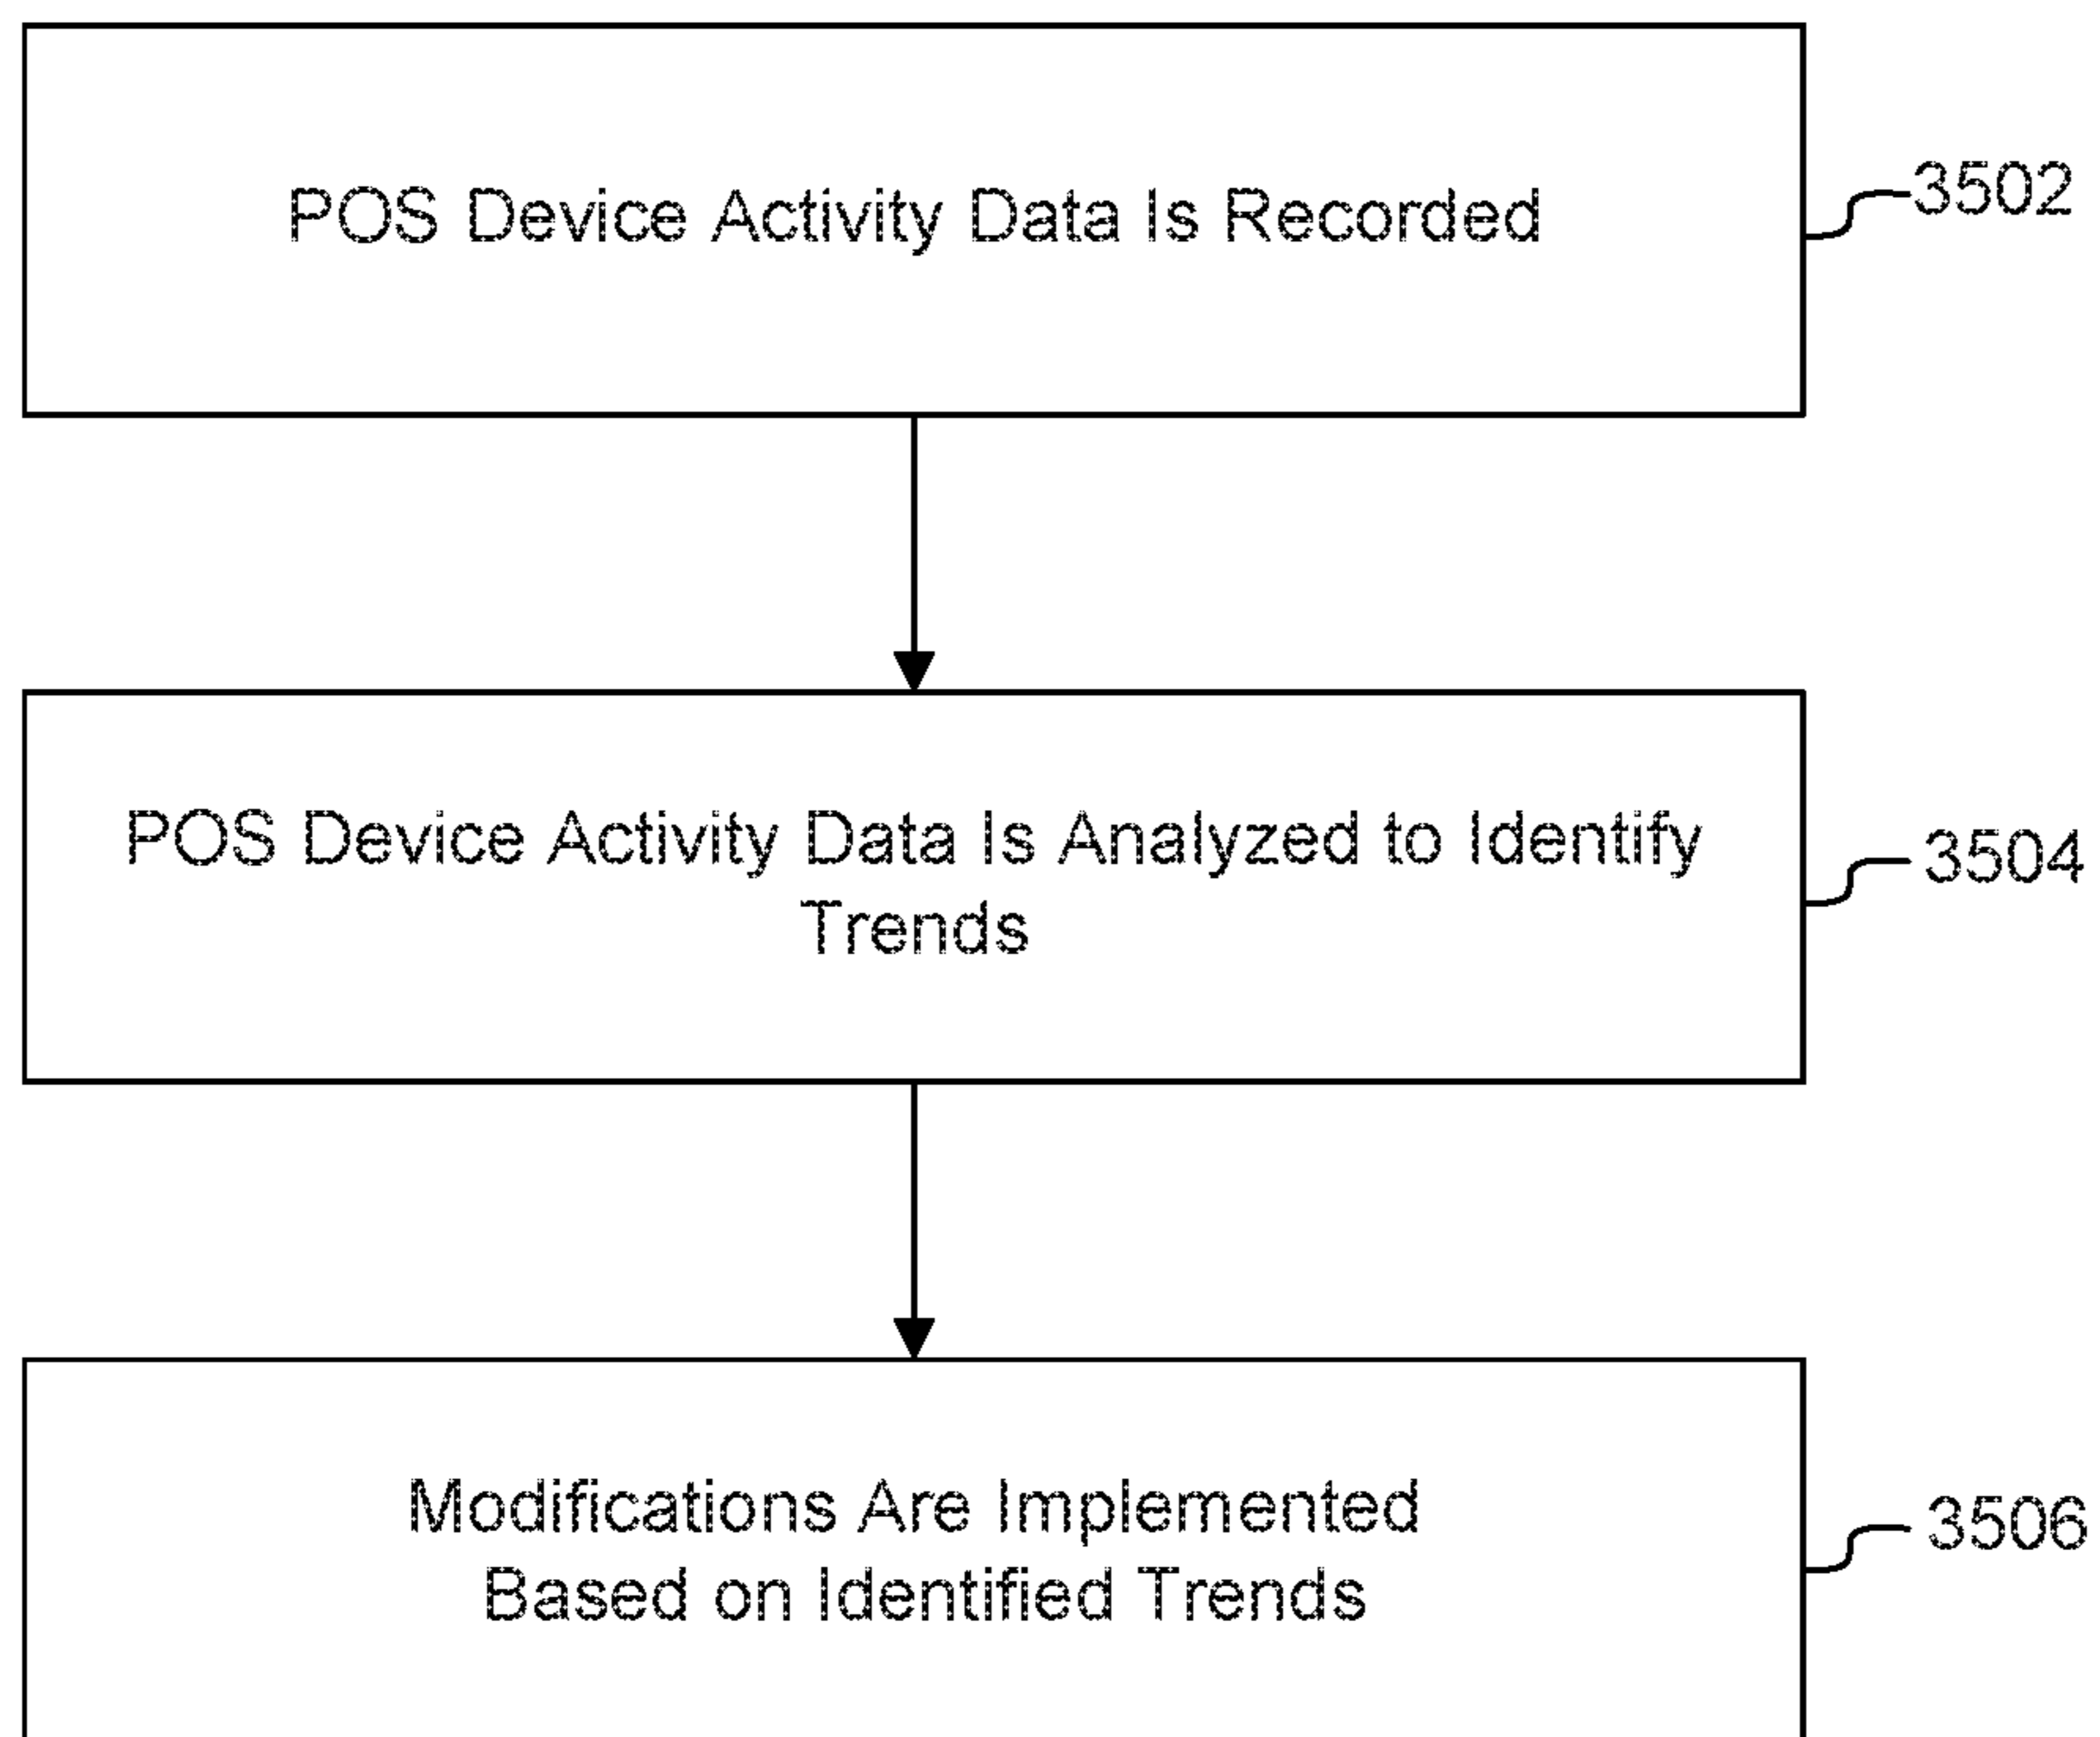 POS Device Activity Data Is Recorded
3502
POS Device Activity Data Is Analyzed to Identify
Trends
3504
Modifications Are Implemented
Based on Identified Trends
3506